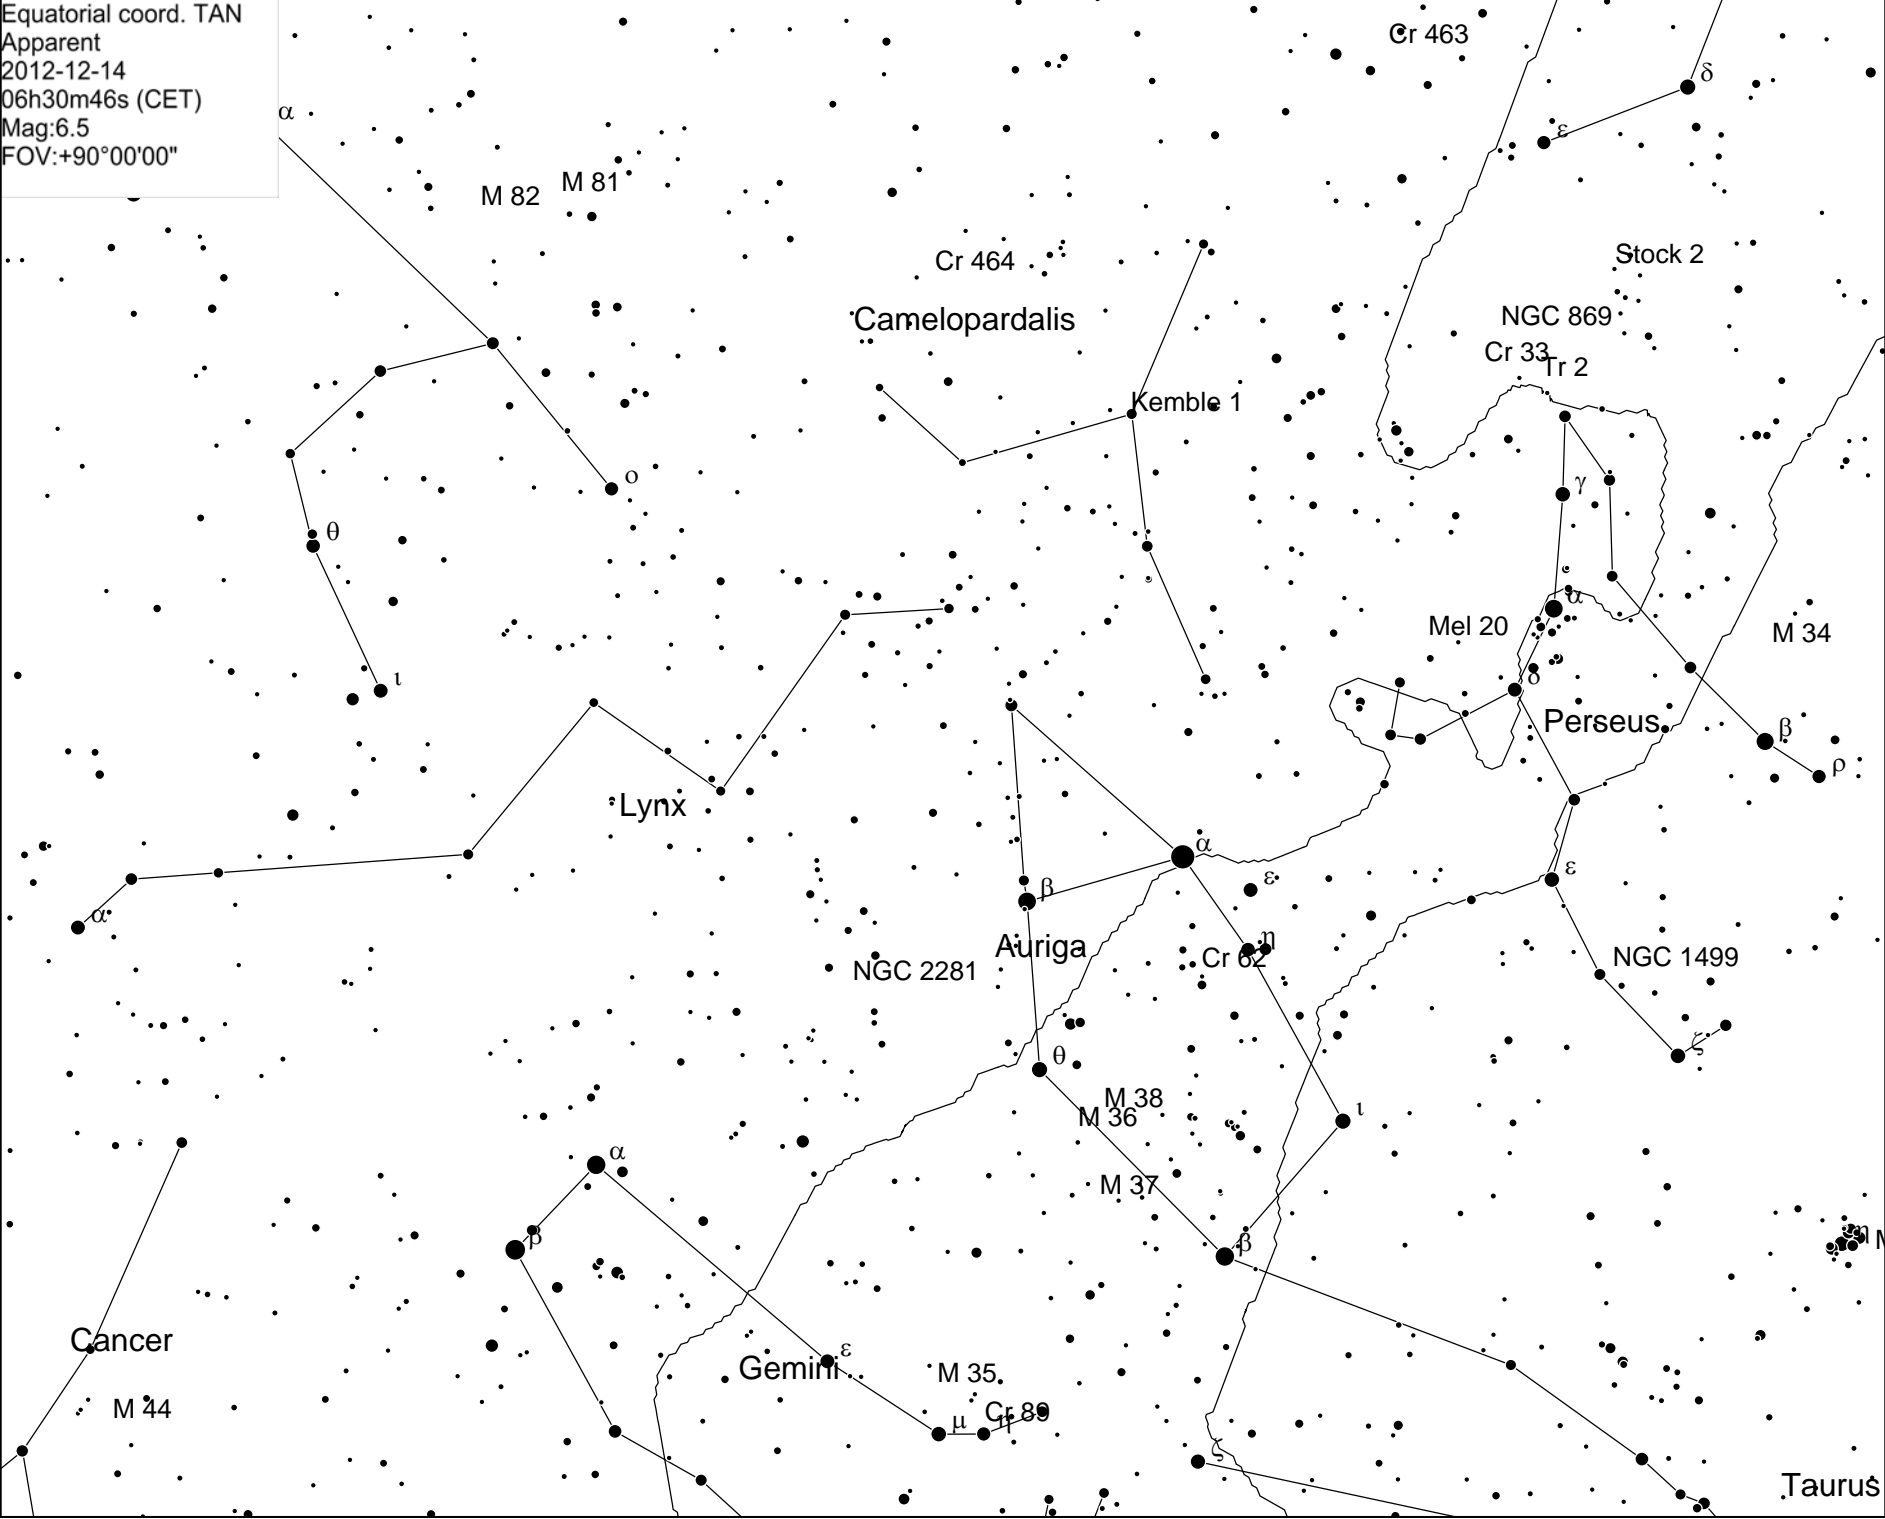 Equatorial coord. TAN
Apparent
2012-12-14
06h30m46s (CET)
Mag:6.5
FOV:+90°00'00"
Cr 463
δ
α
ε
M 82
M 81
Stock 2
Cr 464
NGC 869
Camelopardalis
Cr 33
Tr 2
Kemble 1
ο
γ
θ
α
Mel 20
M 34
ι
δ
Perseus
β
ρ
Lynx
α
ε
ε
β
α
η
Auriga
Cr 62
NGC 1499
NGC 2281
ζ
θ
M 38
M 36
ι
α
M 37
β
β
η
M
Cancer
ε
Gemini
M 35
M 44
Cr 89
μ
η
ζ
Taurus